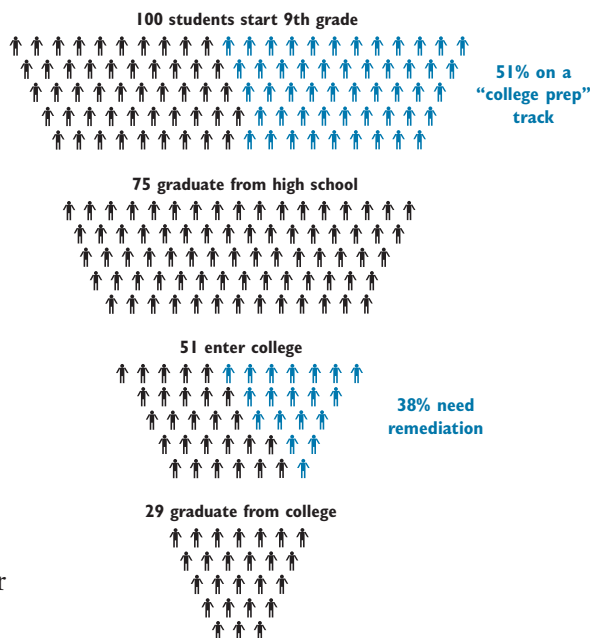 100 students start 9th grade
51% on a
“college prep”
track
75 graduate from high school
51 enter college
38% need
remediation
29 graduate from college
r